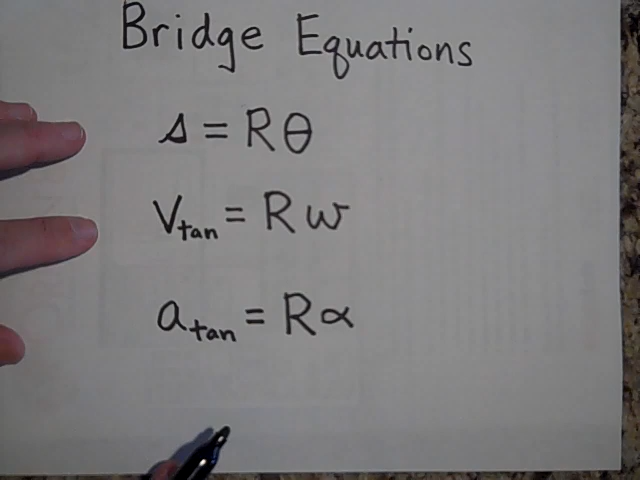 Bridge Equations
s = Rθ
Vtan = Rω
atan = Rα